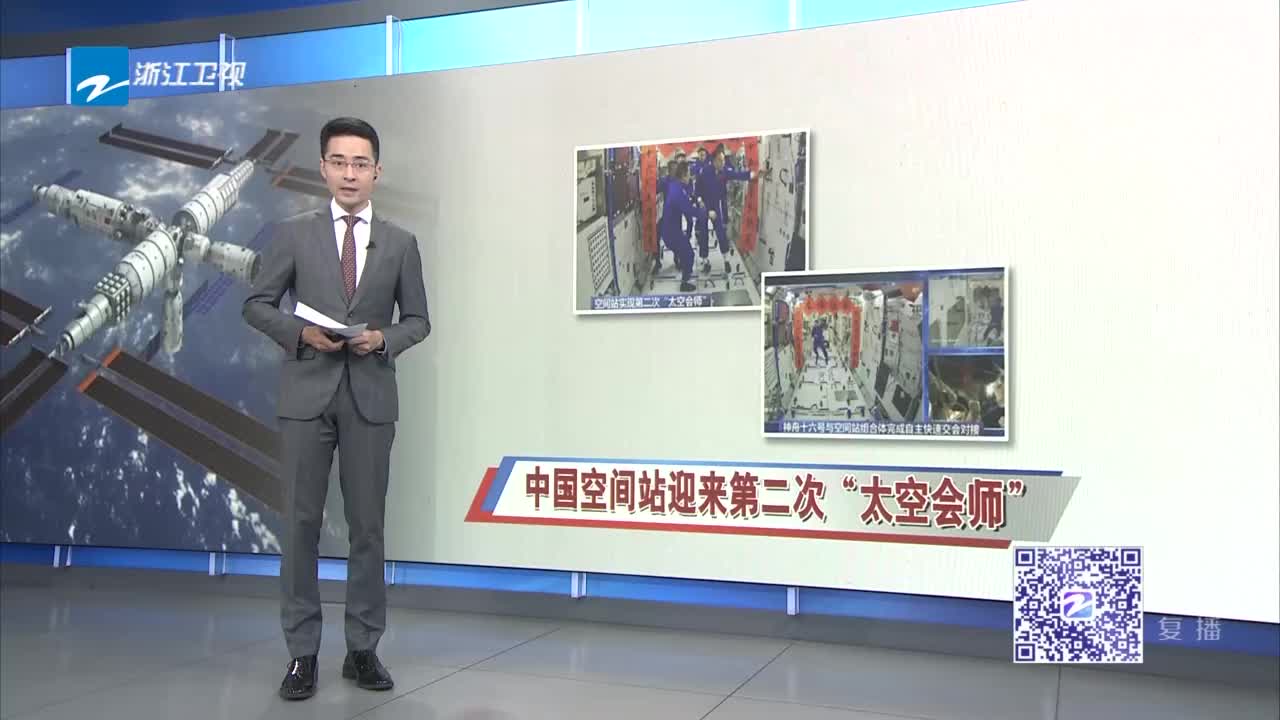 浙江卫视
空间站实现第二次“太空会师”
神舟十六号与空间站组合体完成自主快速交会对接
中国空间站迎来第二次“太空会师”
复播